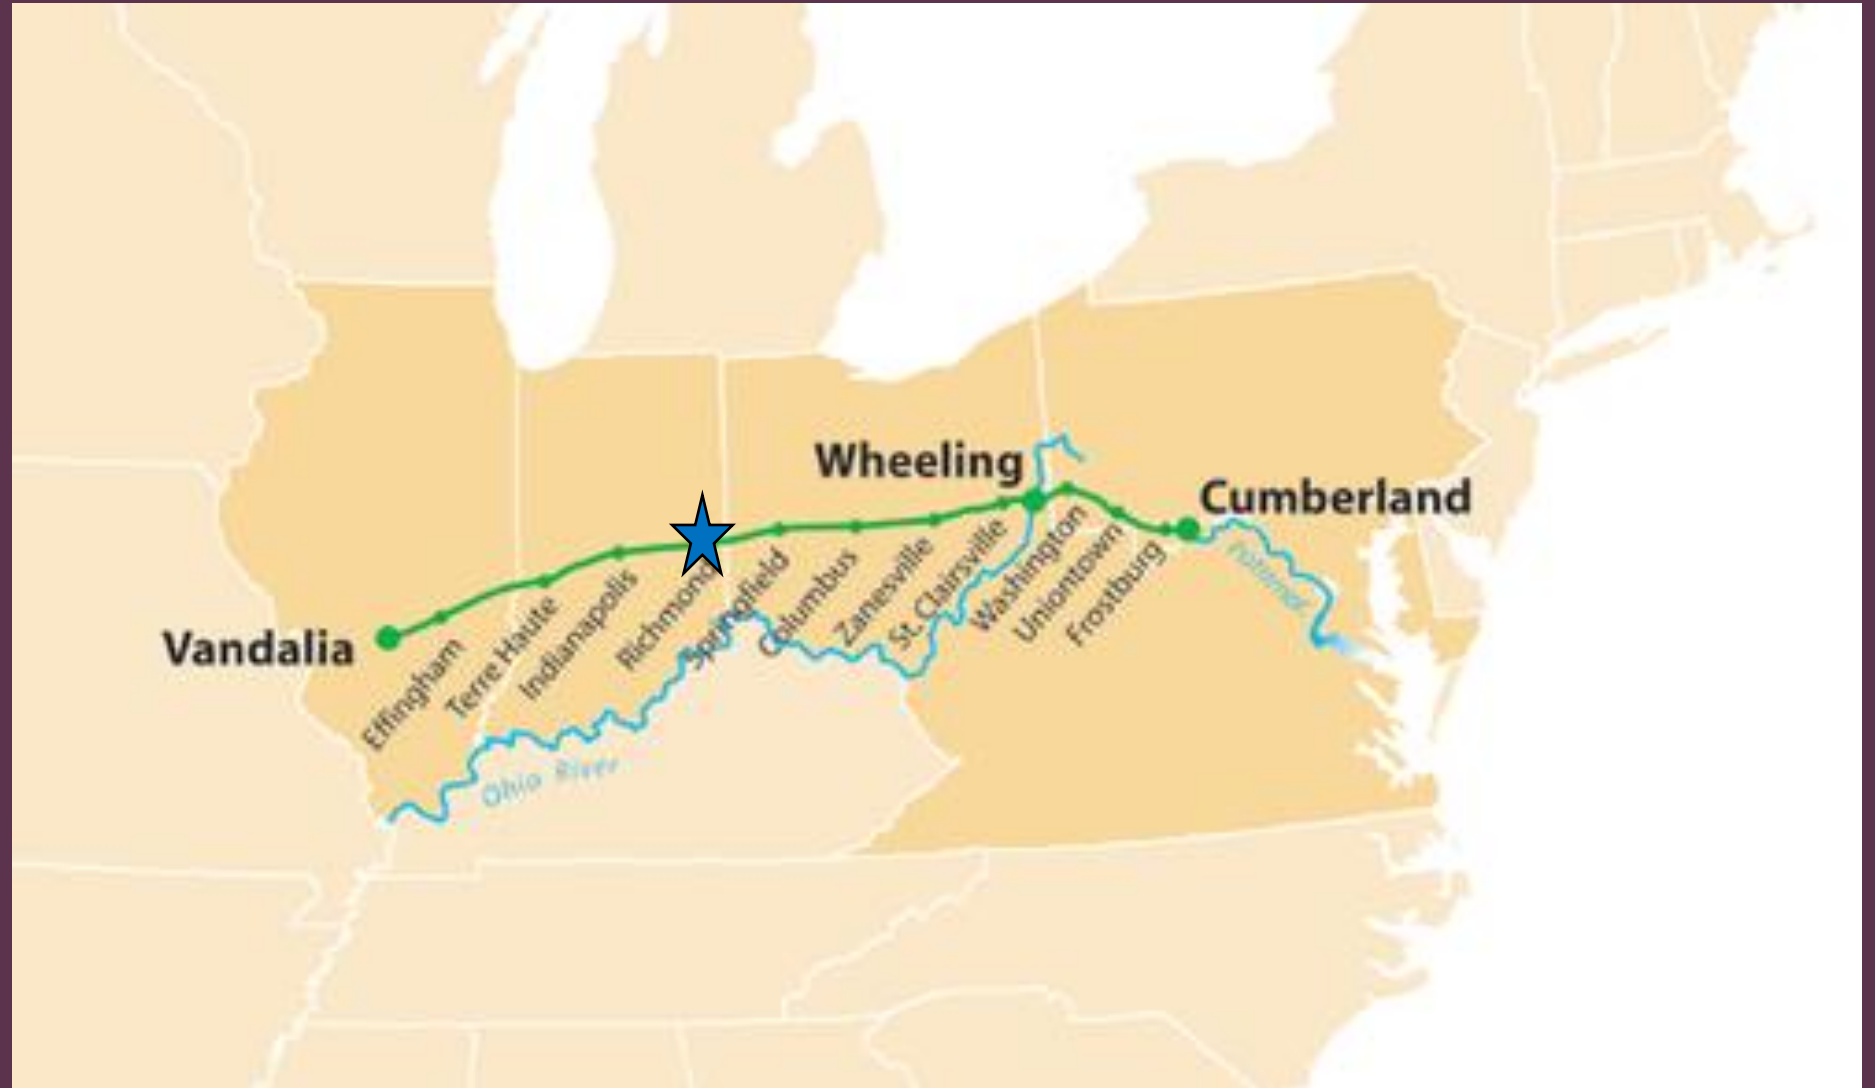 Wheeling
Cumberland
Vandalia
Effingham
Terre Haute
Indianapolis
Richmond
Springfield
Columbus
Zanesville
St. Clairsville
Washington
Uniontown
Frostburg
Potomac
Ohio River